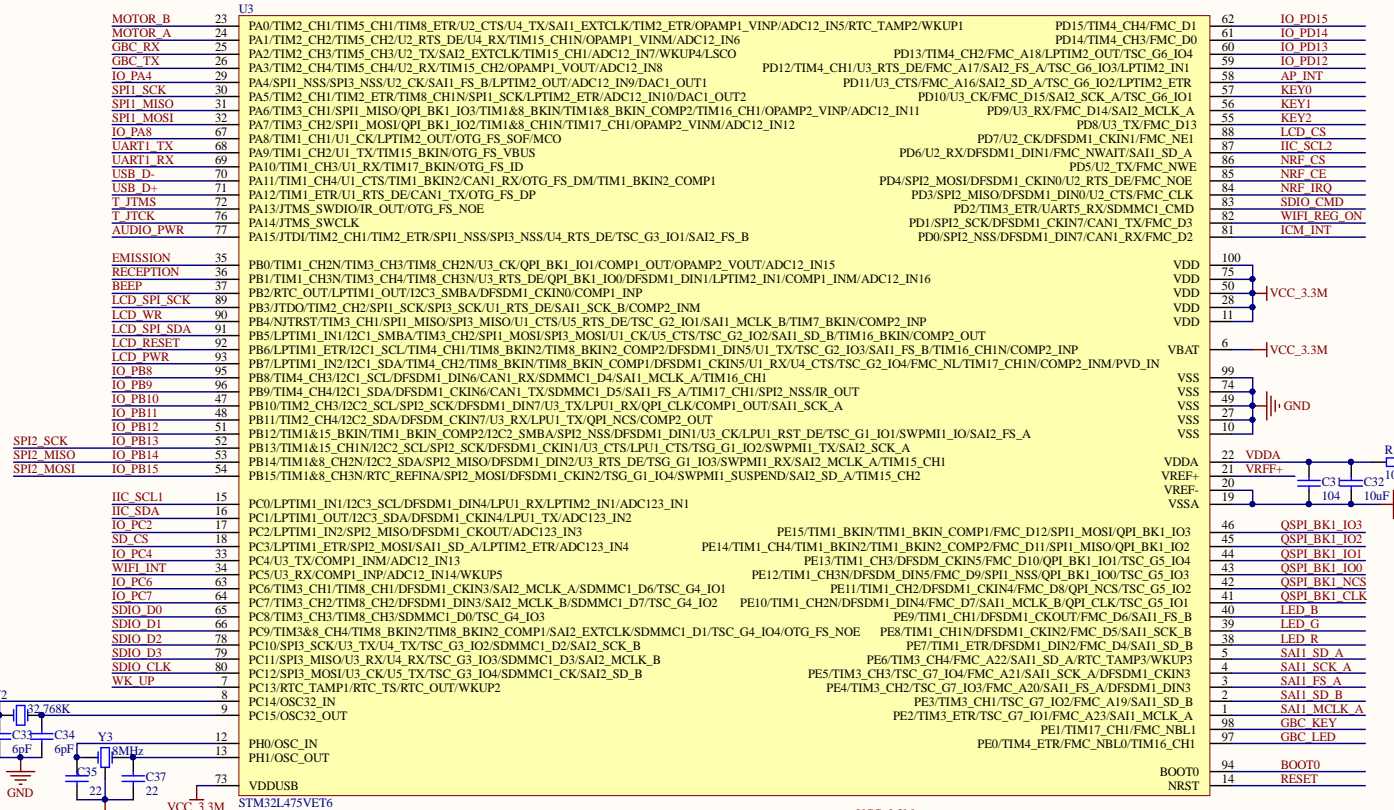 U3
MOTOR_B 23 PA0/TIM2_CH1/TIM5_CH1/TIM8_ETR/U2_CTS/U4_TX/SAI1_EXTCLK/TIM2_ETR/OPAMP1_VINP/ADC12_IN5/RTC_TAMP2/WKUP1 PD15/TIM4_CH4/FMC_D1 62 IO_PD15
MOTOR_A 24 PA1/TIM2_CH2/TIM5_CH2/U2_RTS_DE/U4_RX/TIM15_CH1N/OPAMP1_VINM/ADC12_IN6 PD14/TIM4_CH3/FMC_D0 61 IO_PD14
GBC_RX 25 PA2/TIM2_CH3/TIM5_CH3/U2_TX/SAI2_EXTCLK/TIM15_CH1/ADC12_IN7/WKUP4/LSCO PD13/TIM4_CH2/FMC_A18/LPTIM2_OUT/TSC_G6_IO4 60 IO_PD13
GBC_TX 26 PA3/TIM2_CH4/TIM5_CH4/U2_RX/TIM15_CH2/OPAMP1_VOUT/ADC12_IN8 PD12/TIM4_CH1/U3_RTS_DE/FMC_A17/SAI2_FS_A/TSC_G6_IO3/LPTIM2_IN1 59 IO_PD12
IO_PA4 29 PA4/SPI1_NSS/SPI3_NSS/U2_CK/SAI1_FS_B/LPTIM2_OUT/ADC12_IN9/DAC1_OUT1 PD11/U3_CTS/FMC_A16/SAI2_SD_A/TSC_G6_IO2/LPTIM2_ETR 58 AP_INT
SPI1_SCK 30 PA5/TIM2_CH1/TIM2_ETR/TIM8_CH1N/SPI1_SCK/LPTIM2_ETR/ADC12_IN10/DAC1_OUT2 PD10/U3_CK/FMC_D15/SAI2_SCK_A/TSC_G6_IO1 57 KEY0
SPI1_MISO 31 PA6/TIM3_CH1/SPI1_MISO/QPI_BK1_IO3/TIM1&8_BKIN/TIM1&8_BKIN_COMP2/TIM16_CH1/OPAMP2_VINP/ADC12_IN11 PD9/U3_RX/FMC_D14/SAI2_MCLK_A 56 KEY1
SPI1_MOSI 32 PA7/TIM3_CH2/SPI1_MOSI/QPI_BK1_IO2/TIM1&8_CH1N/TIM17_CH1/OPAMP2_VINM/ADC12_IN12 PD8/U3_TX/FMC_D13 55 KEY2
IO_PA8 67 PA8/TIM1_CH1/U1_CK/LPTIM2_OUT/OTG_FS_SOF/MCO PD7/U2_CK/DFSDM1_CKIN1/FMC_NE1 88 LCD_CS
UART1_TX 68 PA9/TIM1_CH2/U1_TX/TIM15_BKIN/OTG_FS_VBUS PD6/U2_RX/DFSDM1_DIN1/FMC_NWAIT/SAI1_SD_A 87 IIC_SCL2
UART1_RX 69 PA10/TIM1_CH3/U1_RX/TIM17_BKIN/OTG_FS_ID PD5/U2_TX/FMC_NWE 86 NRF_CS
USB_D- 70 PA11/TIM1_CH4/U1_CTS/TIM1_BKIN2/CAN1_RX/OTG_FS_DM/TIM1_BKIN2_COMP1 PD4/SPI2_MOSI/DFSDM1_CKIN0/U2_RTS_DE/FMC_NOE 85 NRF_CE
USB_D+ 71 PA12/TIM1_ETR/U1_RTS_DE/CAN1_TX/OTG_FS_DP PD3/SPI2_MISO/DFSDM1_DIN0/U2_CTS/FMC_CLK 84 NRF_IRQ
T_JTMS 72 PA13/JTMS_SWDIO/IR_OUT/OTG_FS_NOE PD2/TIM3_ETR/UART5_RX/SDMMC1_CMD 83 SDIO_CMD
T_JTCK 76 PA14/JTMS_SWCLK PD1/SPI2_SCK/DFSDM1_CKIN7/CAN1_TX/FMC_D3 82 WIFI_REG_ON
AUDIO_PWR 77 PA15/JTDI/TIM2_CH1/TIM2_ETR/SPI1_NSS/SPI3_NSS/U4_RTS_DE/TSC_G3_IO1/SAI2_FS_B PD0/SPI2_NSS/DFSDM1_DIN7/CAN1_RX/FMC_D2 81 ICM_INT
EMISSION 35 PB0/TIM1_CH2N/TIM3_CH3/TIM8_CH2N/U3_CK/QPI_BK1_IO1/COMP1_OUT/OPAMP2_VOUT/ADC12_IN15 VDD 100
RECEPTION 36 PB1/TIM1_CH3N/TIM3_CH4/TIM8_CH3N/U3_RTS_DE/QPI_BK1_IO0/DFSDM1_DIN1/LPTIM2_IN1/COMP1_INM/ADC12_IN16 VDD 75
BEEP 37 PB2/RTC_OUT/LPTIM1_OUT/I2C3_SMBA/DFSDM1_CKIN0/COMP1_INP VDD 50 VCC_3.3M
LCD_SPI_SCK 89 PB3/JTDO/TIM2_CH2/SPI1_SCK/SPI3_SCK/U1_RTS_DE/SAI1_SCK_B/COMP2_INM VDD 28
LCD_WR 90 PB4/NJTRST/TIM3_CH1/SPI1_MISO/SPI3_MISO/U1_CTS/U5_RTS_DE/TSC_G2_IO1/SAI1_MCLK_B/TIM7_BKIN/COMP2_INP VDD 11
LCD_SPI_SDA 91 PB5/LPTIM1_IN1/I2C1_SMBA/TIM3_CH2/SPI1_MOSI/SPI3_MOSI/U1_CK/U5_CTS/TSC_G2_IO2/SAI1_SD_B/TIM16_BKIN/COMP2_OUT
LCD_RESET 92 PB6/LPTIM1_ETR/I2C1_SCL/TIM4_CH1/TIM8_BKIN2/TIM8_BKIN2_COMP2/DFSDM1_DIN5/U1_TX/TSC_G2_IO3/SAI1_FS_B/TIM16_CH1N/COMP2_INP VBAT 6 VCC_3.3M
LCD_PWR 93 PB7/LPTIM1_IN2/I2C1_SDA/TIM4_CH2/TIM8_BKIN/TIM8_BKIN_COMP1/DFSDM1_CKIN5/U1_RX/U4_CTS/TSC_G2_IO4/FMC_NL/TIM17_CH1N/COMP2_INM/PVD_IN
IO_PB8 95 PB8/TIM4_CH3/I2C1_SCL/DFSDM1_DIN6/CAN1_RX/SDMMC1_D4/SAI1_MCLK_A/TIM16_CH1 VSS 99
IO_PB9 96 PB9/TIM4_CH4/I2C1_SDA/DFSDM1_CKIN6/CAN1_TX/SDMMC1_D5/SAI1_FS_A/TIM17_CH1/SPI2_NSS/IR_OUT VSS 74
IO_PB10 47 PB10/TIM2_CH3/I2C2_SCL/SPI2_SCK/DFSDM1_DIN7/U3_TX/LPU1_RX/QPI_CLK/COMP1_OUT/SAI1_SCK_A VSS 49 GND
IO_PB11 48 PB11/TIM2_CH4/I2C2_SDA/DFSDM_CKIN7/U3_RX/LPU1_TX/QPI_NCS/COMP2_OUT VSS 27
IO_PB12 51 PB12/TIM1&15_BKIN/TIM1_BKIN_COMP2/I2C2_SMBA/SPI2_NSS/DFSDM1_DIN1/U3_CK/LPU1_RST_DE/TSC_G1_IO1/SWPMI1_IO/SAI2_FS_A VSS 10
SPI2_SCK IO_PB13 52 PB13/TIM1&15_CH1N/I2C2_SCL/SPI2_SCK/DFSDM1_CKIN1/U3_CTS/LPU1_CTS/TSG_G1_IO2/SWPMI1_TX/SAI2_SCK_A
SPI2_MISO IO_PB14 53 PB14/TIM1&8_CH2N/I2C2_SDA/SPI2_MISO/DFSDM1_DIN2/U3_RTS_DE/TSG_G1_IO3/SWPMI1_RX/SAI2_MCLK_A/TIM15_CH1 VDDA 22 VDDA
SPI2_MOSI IO_PB15 54 PB15/TIM1&8_CH3N/RTC_REFINA/SPI2_MOSI/DFSDM1_CKIN2/TSG_G1_IO4/SWPMI1_SUSPEND/SAI2_SD_A/TIM15_CH2 VREF+ 21 VRFF+
VREF- 20 C31 C32
IIC_SCL1 15 PC0/LPTIM1_IN1/I2C3_SCL/DFSDM1_DIN4/LPU1_RX/LPTIM2_IN1/ADC123_IN1 VSSA 19 104 10uF
IIC_SDA 16 PC1/LPTIM1_OUT/I2C3_SDA/DFSDM1_CKIN4/LPU1_TX/ADC123_IN2
IO_PC2 17 PC2/LPTIM1_IN2/SPI2_MISO/DFSDM1_CKOUT/ADC123_IN3 PE15/TIM1_BKIN/TIM1_BKIN_COMP1/FMC_D12/SPI1_MOSI/QPI_BK1_IO3 46 QSPI_BK1_IO3
SD_CS 18 PC3/LPTIM1_ETR/SPI2_MOSI/SAI1_SD_A/LPTIM2_ETR/ADC123_IN4 PE14/TIM1_CH4/TIM1_BKIN2/TIM1_BKIN2_COMP2/FMC_D11/SPI1_MISO/QPI_BK1_IO2 45 QSPI_BK1_IO2
IO_PC4 33 PC4/U3_TX/COMP1_INM/ADC12_IN13 PE13/TIM1_CH3/DFSDM_CKIN5/FMC_D10/QPI_BK1_IO1/TSC_G5_IO4 44 QSPI_BK1_IO1
WIFI_INT 34 PC5/U3_RX/COMP1_INP/ADC12_IN14/WKUP5 PE12/TIM1_CH3N/DFSDM_DIN5/FMC_D9/SPI1_NSS/QPI_BK1_IO0/TSC_G5_IO3 43 QSPI_BK1_IO0
IO_PC6 63 PC6/TIM3_CH1/TIM8_CH1/DFSDM1_CKIN3/SAI2_MCLK_A/SDMMC1_D6/TSC_G4_IO1 PE11/TIM1_CH2/DFSDM1_CKIN4/FMC_D8/QPI_NCS/TSC_G5_IO2 42 QSPI_BK1_NCS
IO_PC7 64 PC7/TIM3_CH2/TIM8_CH2/DFSDM1_DIN3/SAI2_MCLK_B/SDMMC1_D7/TSC_G4_IO2 PE10/TIM1_CH2N/DFSDM1_DIN4/FMC_D7/SAI1_MCLK_B/QPI_CLK/TSC_G5_IO1 41 QSPI_BK1_CLK
SDIO_D0 65 PC8/TIM3_CH3/TIM8_CH3/SDMMC1_D0/TSC_G4_IO3 PE9/TIM1_CH1/DFSDM1_CKOUT/FMC_D6/SAI1_FS_B 40 LED_B
SDIO_D1 66 PC9/TIM3&8_CH4/TIM8_BKIN2/TIM8_BKIN2_COMP1/SAI2_EXTCLK/SDMMC1_D1/TSC_G4_IO4/OTG_FS_NOE PE8/TIM1_CH1N/DFSDM1_CKIN2/FMC_D5/SAI1_SCK_B 39 LED_G
SDIO_D2 78 PC10/SPI3_SCK/U3_TX/U4_TX/TSC_G3_IO2/SDMMC1_D2/SAI2_SCK_B PE7/TIM1_ETR/DFSDM1_DIN2/FMC_D4/SAI1_SD_B 38 LED_R
SDIO_D3 79 PC11/SPI3_MISO/U3_RX/U4_RX/TSC_G3_IO3/SDMMC1_D3/SAI2_MCLK_B PE6/TIM3_CH4/FMC_A22/SAI1_SD_A/RTC_TAMP3/WKUP3 5 SAI1_SD_A
SDIO_CLK 80 PC12/SPI3_MOSI/U3_CK/U5_TX/TSC_G3_IO4/SDMMC1_CK/SAI2_SD_B PE5/TIM3_CH3/TSC_G7_IO4/FMC_A21/SAI1_SCK_A/DFSDM1_CKIN3 4 SAI1_SCK_A
WK_UP 7 PC13/RTC_TAMP1/RTC_TS/RTC_OUT/WKUP2 PE4/TIM3_CH2/TSC_G7_IO3/FMC_A20/SAI1_FS_A/DFSDM1_DIN3 3 SAI1_FS_A
8 PC14/OSC32_IN PE3/TIM3_CH1/TSC_G7_IO2/FMC_A19/SAI1_SD_B 2 SAI1_SD_B
32.768K 9 PC15/OSC32_OUT PE2/TIM3_ETR/TSC_G7_IO1/FMC_A23/SAI1_MCLK_A 1 SAI1_MCLK_A
PE1/TIM17_CH1/FMC_NBL1 98 GBC_KEY
C33 C34 Y3 12 PH0/OSC_IN PE0/TIM4_ETR/FMC_NBL0/TIM16_CH1 97 GBC_LED
6pF 6pF 8MHz 13 PH1/OSC_OUT
C35 C37 BOOT0 94 BOOT0
GND 22 22 73 VDDUSB NRST 14 RESET
VCC_3.3M STM32L475VET6